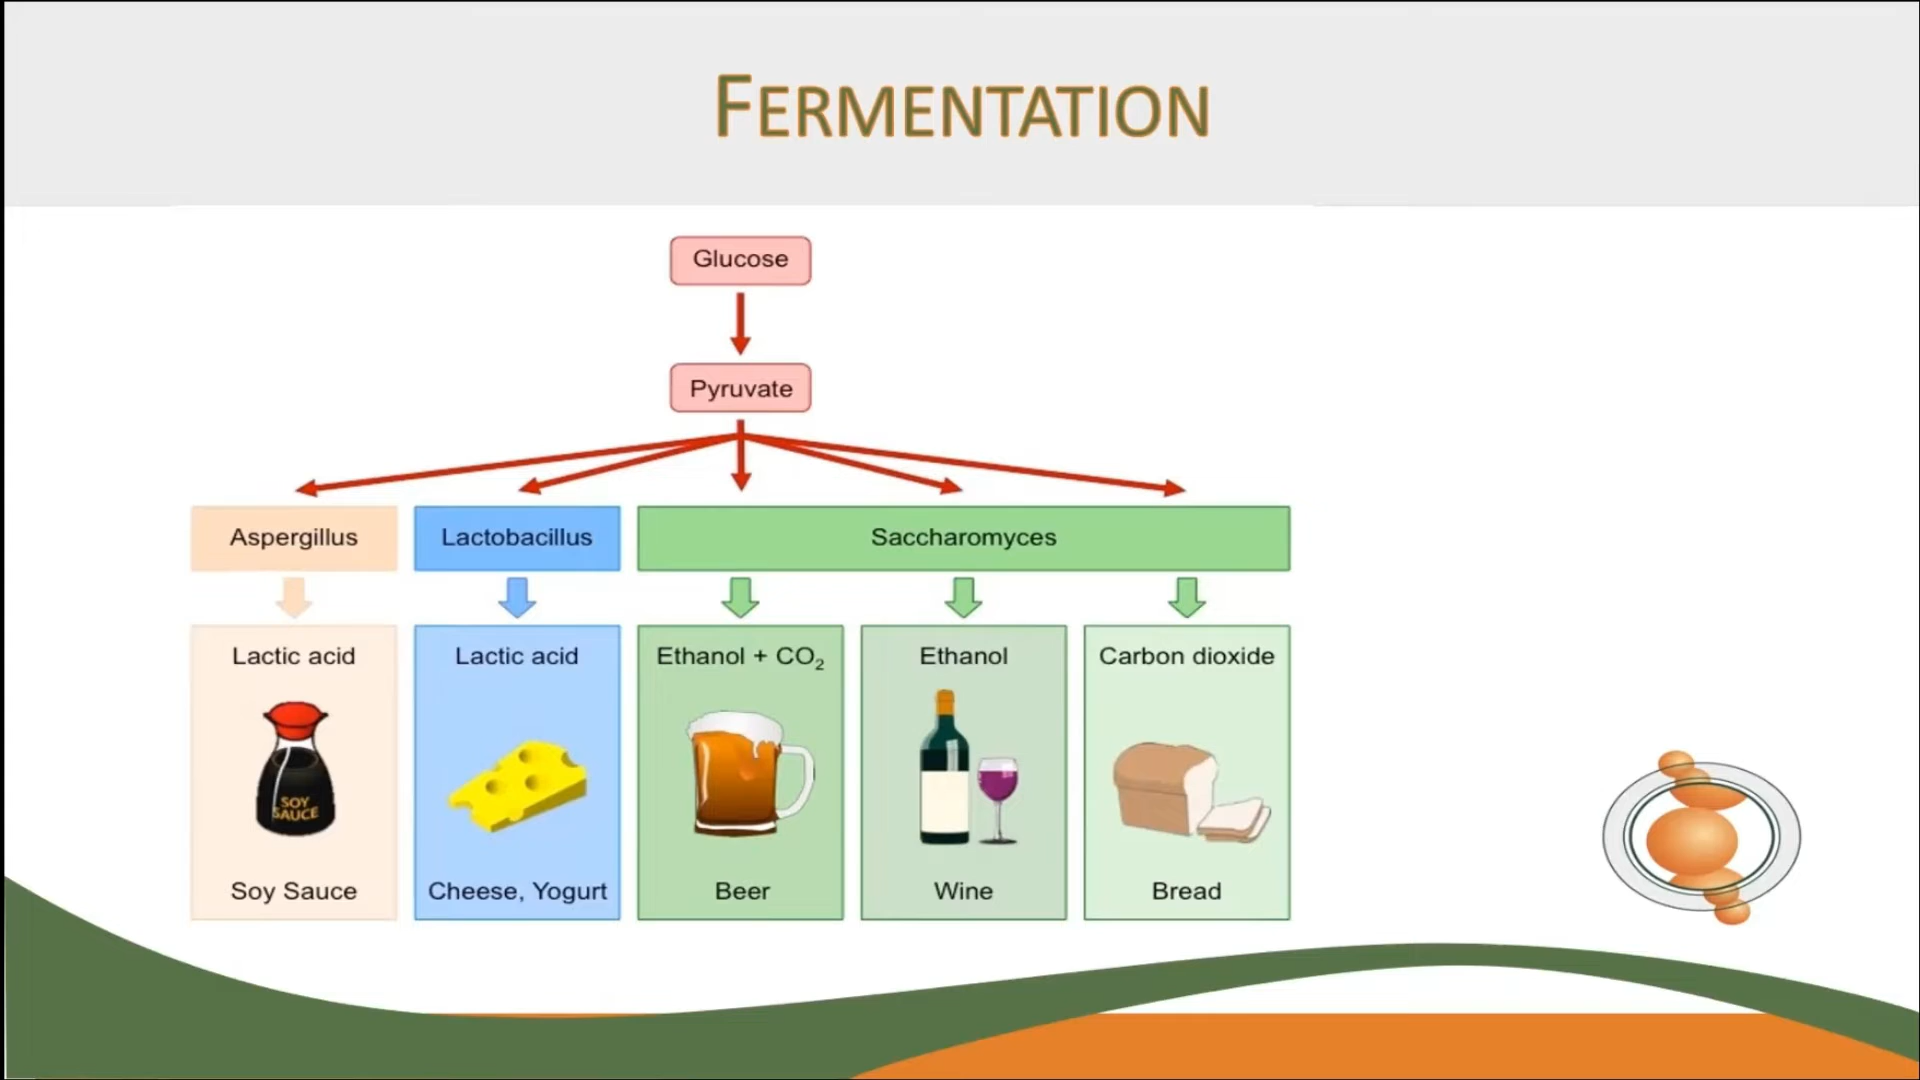 FERMENTATION
Glucose
Pyruvate
Aspergillus
Lactobacillus
Saccharomyces
Lactic acid
Lactic acid
Ethanol + CO₂
Ethanol
Carbon dioxide
SOY
SAUCE
Soy Sauce
Cheese, Yogurt
Beer
Wine
Bread